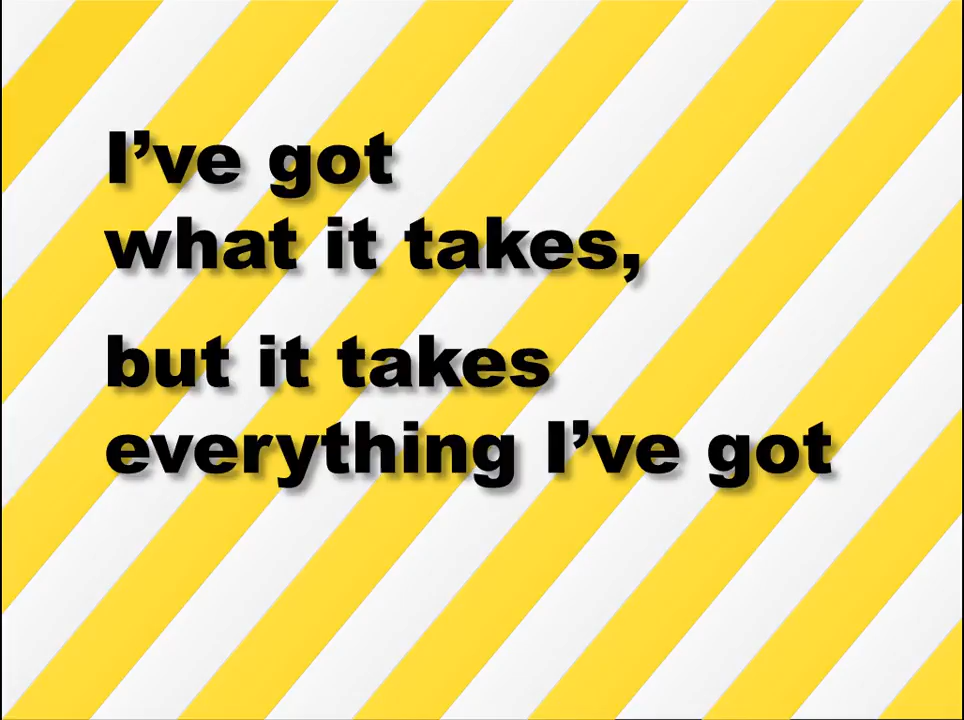 I’ve got
what it takes,
but it takes
everything I’ve got